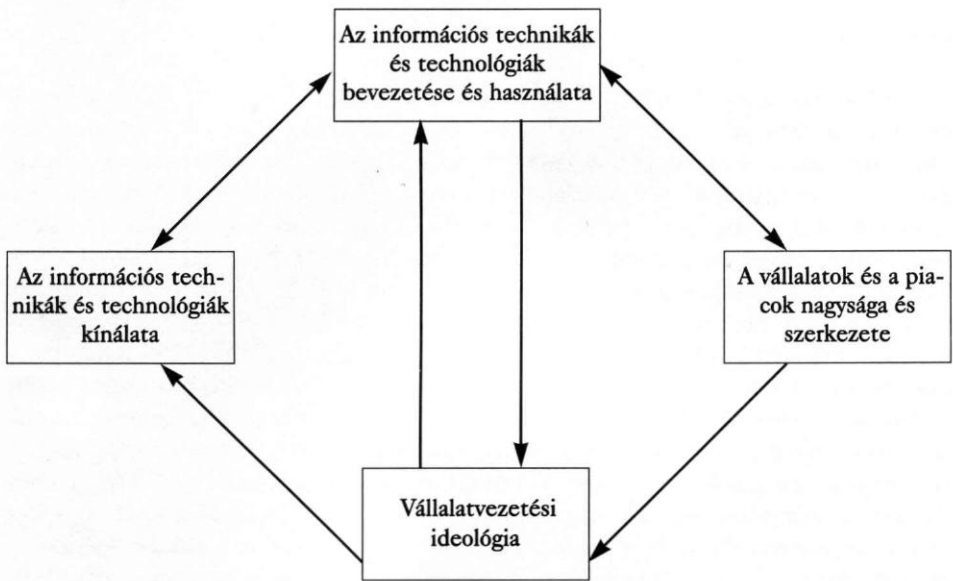 Az információs technikák
és technológiák
bevezetése és használata
Az információs tech-
nikák és technológiák
kínálata
A vállalatok és a pia-
cok nagysága és
szerkezete
Vállalatvezetési
ideológia